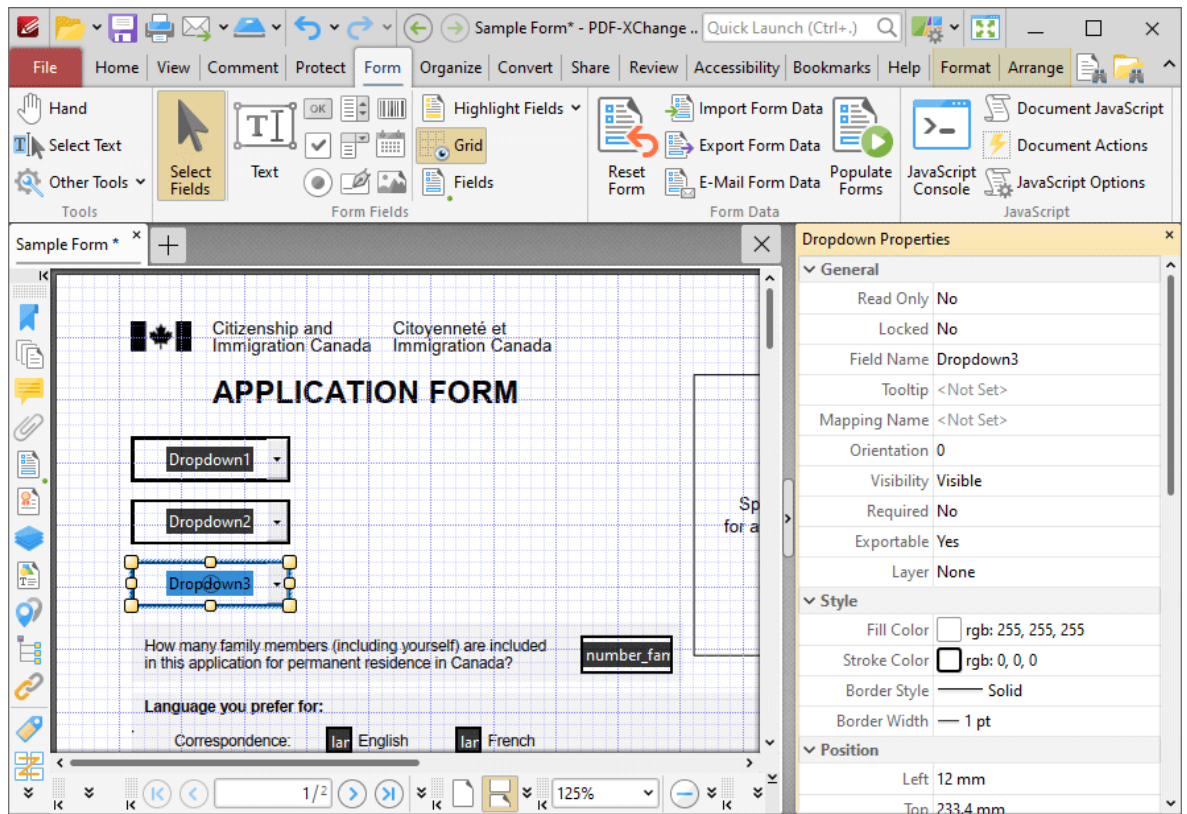 Sample Form* - PDF-XChange ..
Quick Launch (Ctrl+.)
File Home View Comment Protect Form Organize Convert Share Review Accessibility Bookmarks Help Format Arrange
Hand
Select Text
Other Tools
Tools
Select Fields
Text
OK
Highlight Fields
Grid
Fields
Form Fields
Reset Form
Import Form Data
Export Form Data
E-Mail Form Data
Populate Forms
Form Data
JavaScript Console
Document JavaScript
Document Actions
JavaScript Options
JavaScript
Sample Form *
Citizenship and
Immigration Canada
Citoyenneté et
Immigration Canada
APPLICATION FORM
Dropdown1
Dropdown2
Dropdown3
Sp
for a
How many family members (including yourself) are included
in this application for permanent residence in Canada?
number_fam
Language you prefer for:
Correspondence: lar English lar French
1/2
125%
Dropdown Properties
General
Read Only No
Locked No
Field Name Dropdown3
Tooltip <Not Set>
Mapping Name <Not Set>
Orientation 0
Visibility Visible
Required No
Exportable Yes
Layer None
Style
Fill Color rgb: 255, 255, 255
Stroke Color rgb: 0, 0, 0
Border Style Solid
Border Width 1 pt
Position
Left 12 mm
Top 233.4 mm